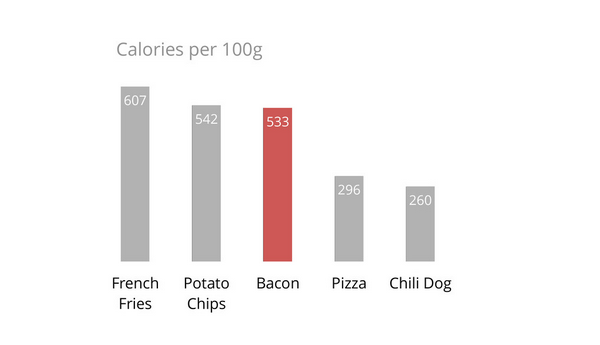 Calories per 100g
607
542
533
296
260
French
Fries
Potato
Chips
Bacon
Pizza
Chili Dog